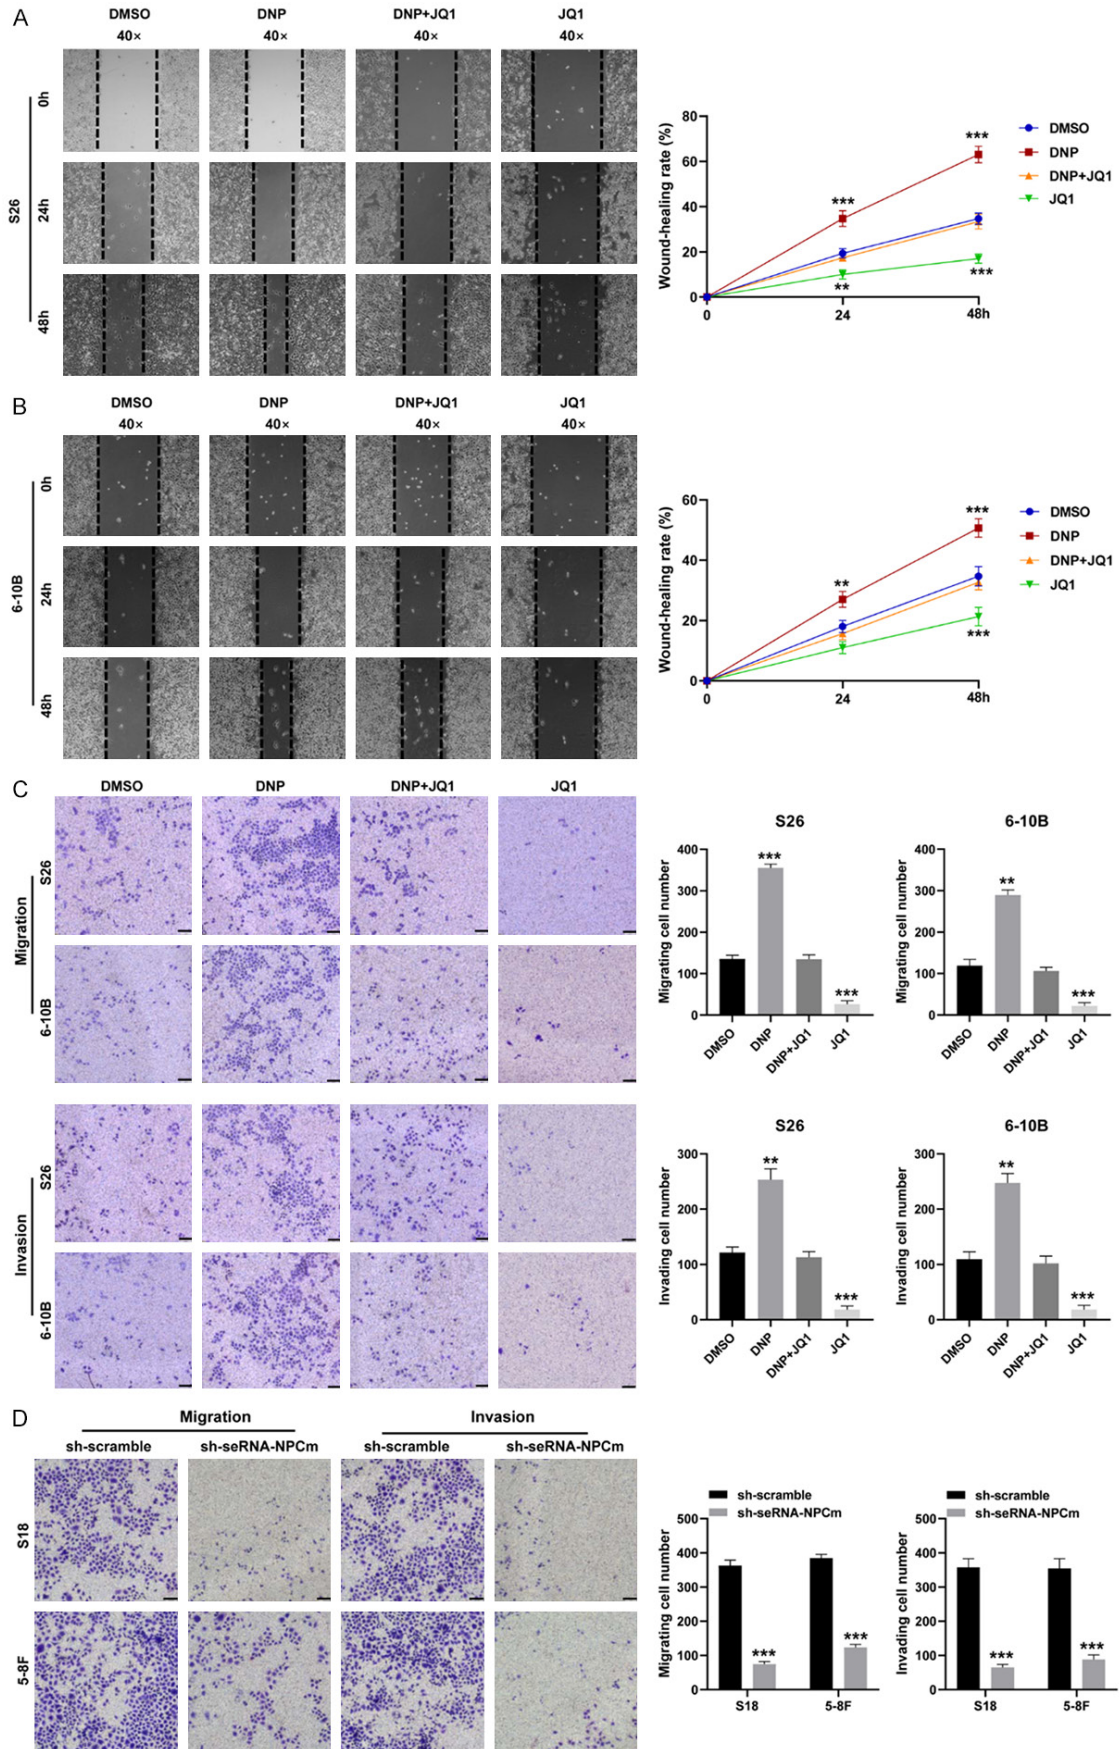 A
DMSO DNP DNP+JQ1 JQ1
40× 40× 40× 40×
S26
0h
24h
48h
Wound-healing rate (%)
80
60
40
20
0
0 24 48h
***
***
**
***
DMSO
DNP
DNP+JQ1
JQ1
B
DMSO DNP DNP+JQ1 JQ1
40× 40× 40× 40×
6-10B
0h
24h
48h
Wound-healing rate (%)
60
40
20
0
0 24 48h
**
***
***
DMSO
DNP
DNP+JQ1
JQ1
C
DMSO DNP DNP+JQ1 JQ1
Migration
S26
6-10B
Invasion
S26
6-10B
S26
Migrating cell number
400
300
200
100
0
***
***
DMSO DNP DNP+JQ1 JQ1
6-10B
Migrating cell number
400
300
200
100
0
**
***
DMSO DNP DNP+JQ1 JQ1
S26
Invading cell number
300
200
100
0
**
***
DMSO DNP DNP+JQ1 JQ1
6-10B
Invading cell number
300
200
100
0
**
***
DMSO DNP DNP+JQ1 JQ1
D
Migration Invasion
sh-scramble sh-seRNA-NPCm sh-scramble sh-seRNA-NPCm
S18
5-8F
sh-scramble
sh-seRNA-NPCm
Migrating cell number
500
400
300
200
100
0
***
***
S18 5-8F
sh-scramble
sh-seRNA-NPCm
Invading cell number
500
400
300
200
100
0
***
***
S18 5-8F